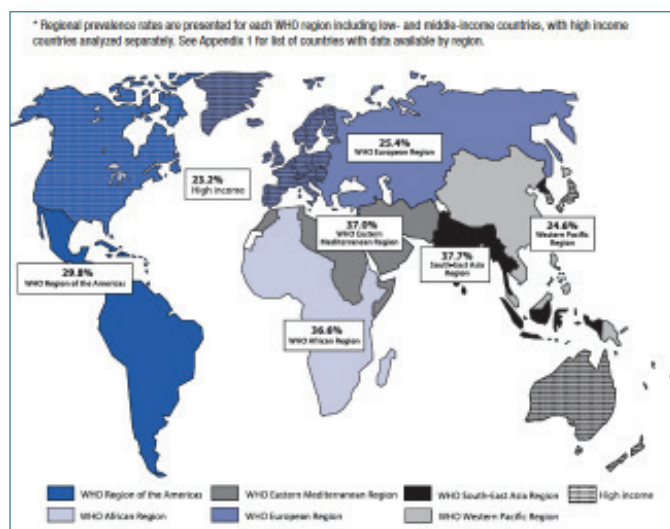 * Regional prevalence rates are presented for each WHO region including low- and middle-income countries, with high income
countries analyzed separately. See Appendix 1 for list of countries with data available by region.
25.4%
WHO European Region
23.2%
High income
37.0%
WHO Eastern
Mediterranean Region
24.6%
Western Pacific
Region
37.7%
South-East Asia
Region
29.8%
WHO Region of the Americas
36.6%
WHO African Region
WHO Region of the Americas
WHO Eastern Mediterranean Region
WHO South-East Asia Region
High income
WHO African Region
WHO European Region
WHO Western Pacific Region